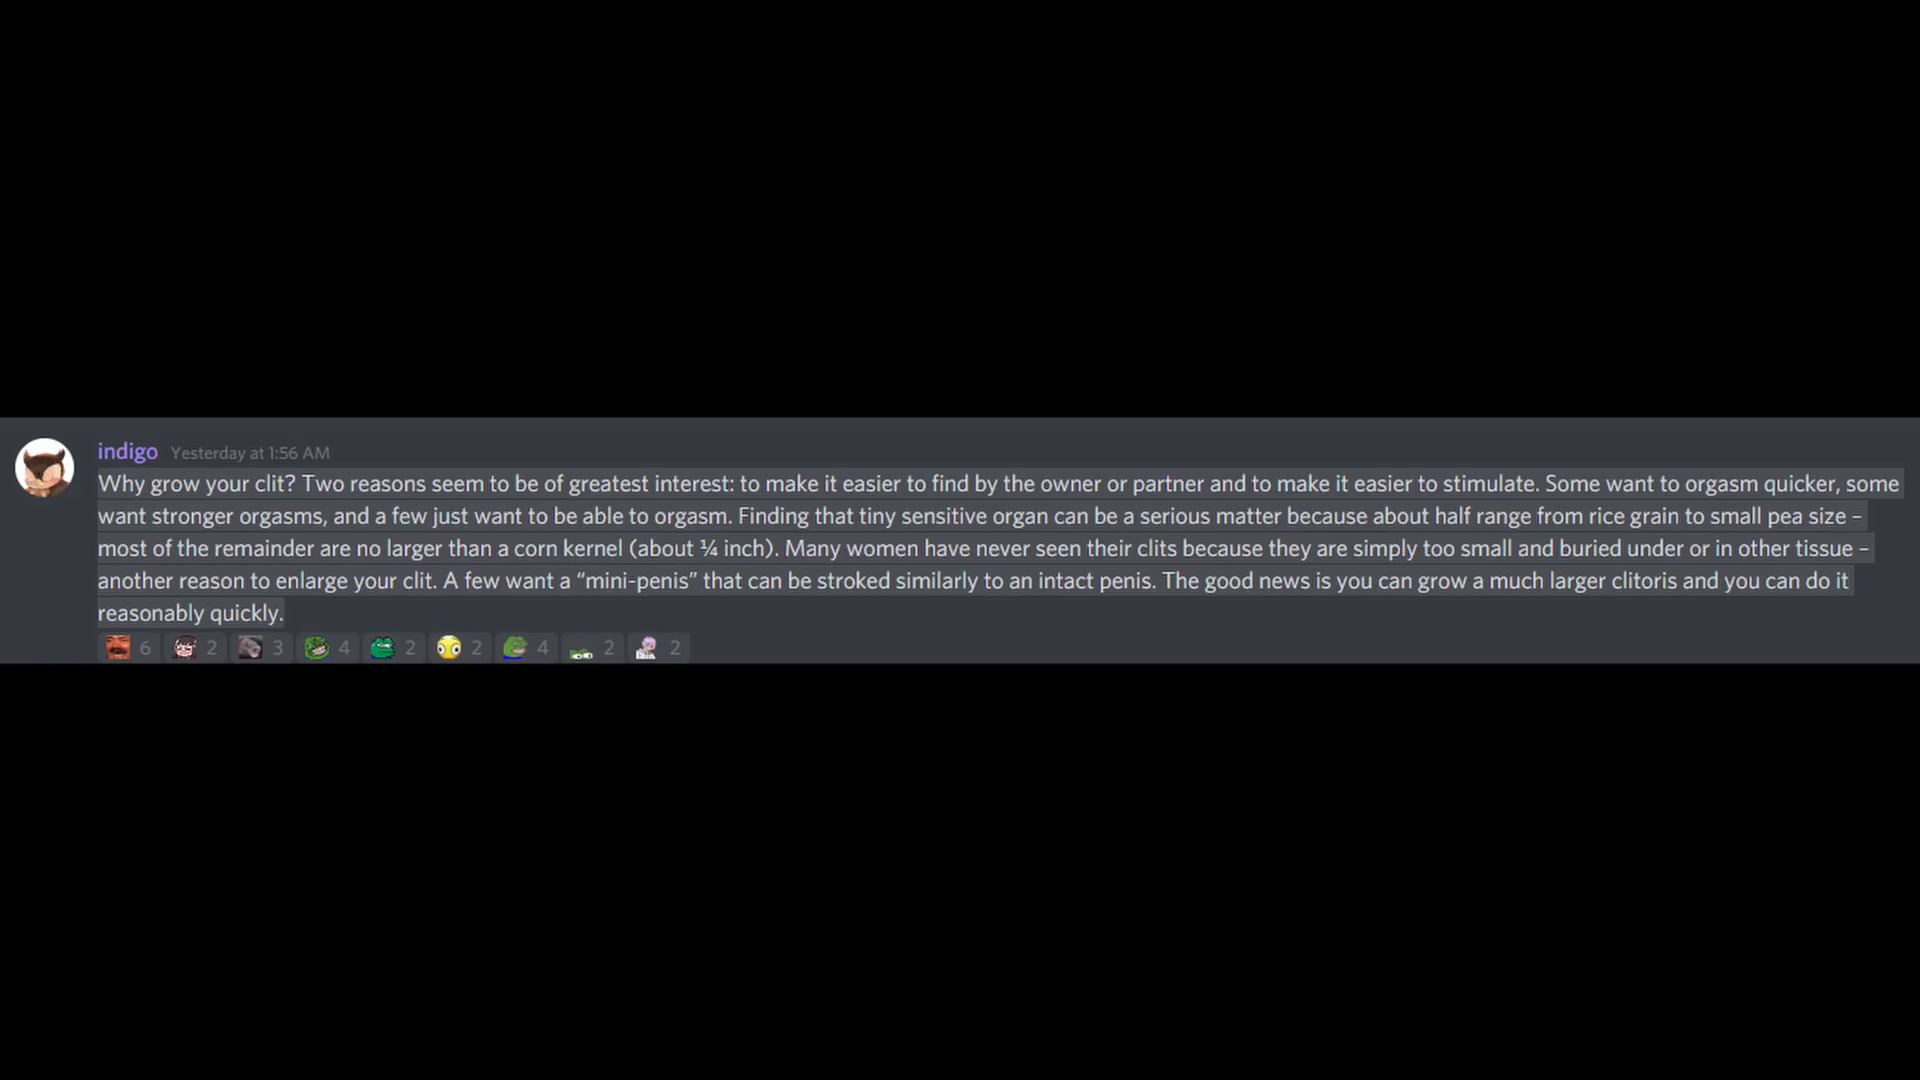 indigo Yesterday at 1:56 AM
Why grow your clit? Two reasons seem to be of greatest interest: to make it easier to find by the owner or partner and to make it easier to stimulate. Some want to orgasm quicker, some
want stronger orgasms, and a few just want to be able to orgasm. Finding that tiny sensitive organ can be a serious matter because about half range from rice grain to small pea size –
most of the remainder are no larger than a corn kernel (about ¼ inch). Many women have never seen their clits because they are simply too small and buried under or in other tissue –
another reason to enlarge your clit. A few want a “mini-penis” that can be stroked similarly to an intact penis. The good news is you can grow a much larger clitoris and you can do it
reasonably quickly.
6 2 3 4 2 2 4 2 2